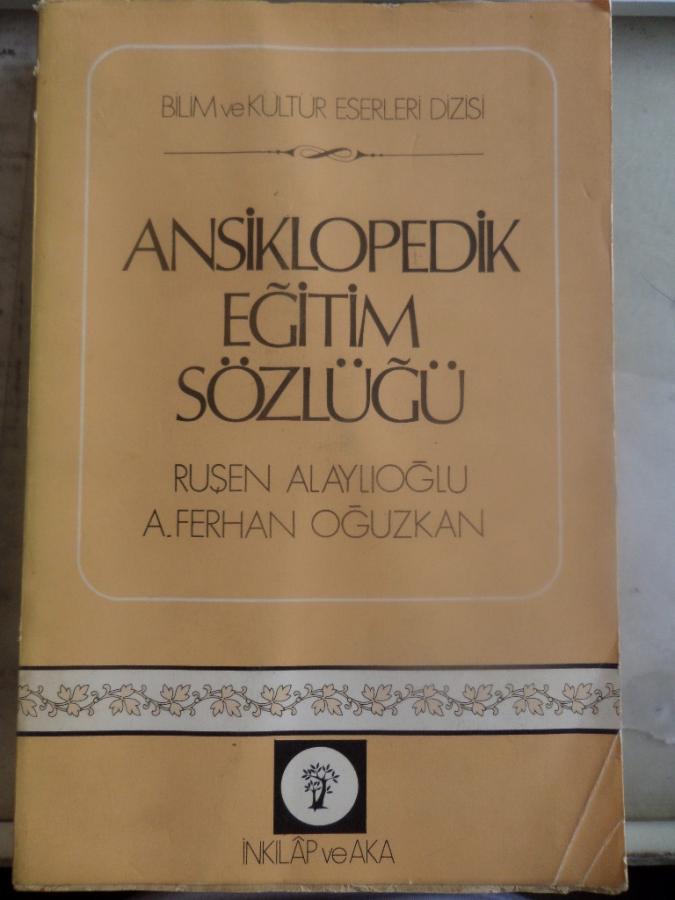 BİLİM ve KÜLTÜR ESERLERİ DİZİSİ
ANSİKLOPEDİK
EĞİTİM
SÖZLÜĞÜ
RUŞEN ALAYLIOĞLU
A. FERHAN OĞUZKAN
İNKILÂP ve AKA